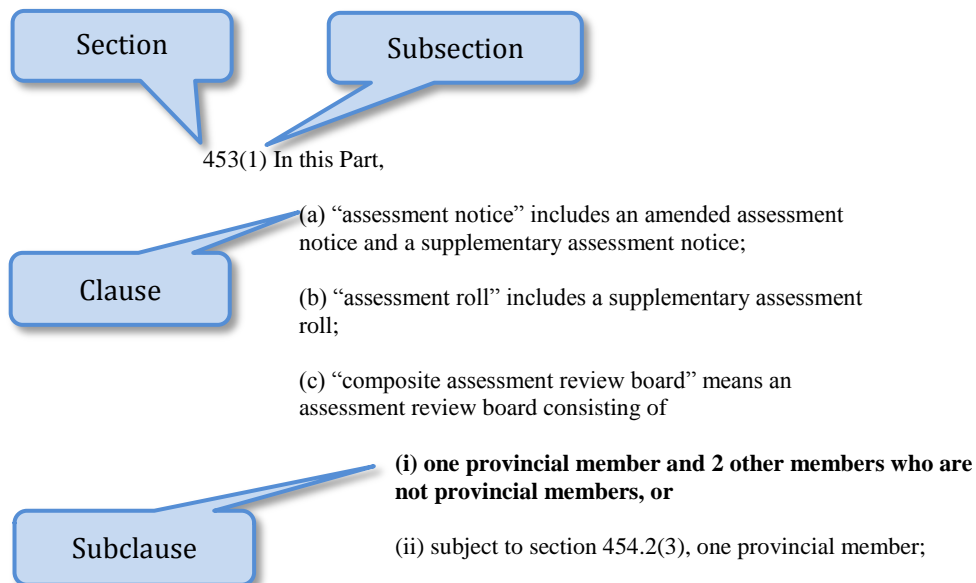 Section
Subsection
453(1) In this Part,
(a) “assessment notice” includes an amended assessment
notice and a supplementary assessment notice;
Clause
(b) “assessment roll” includes a supplementary assessment
roll;
(c) “composite assessment review board” means an
assessment review board consisting of
(i) one provincial member and 2 other members who are
not provincial members, or
Subclause
(ii) subject to section 454.2(3), one provincial member;